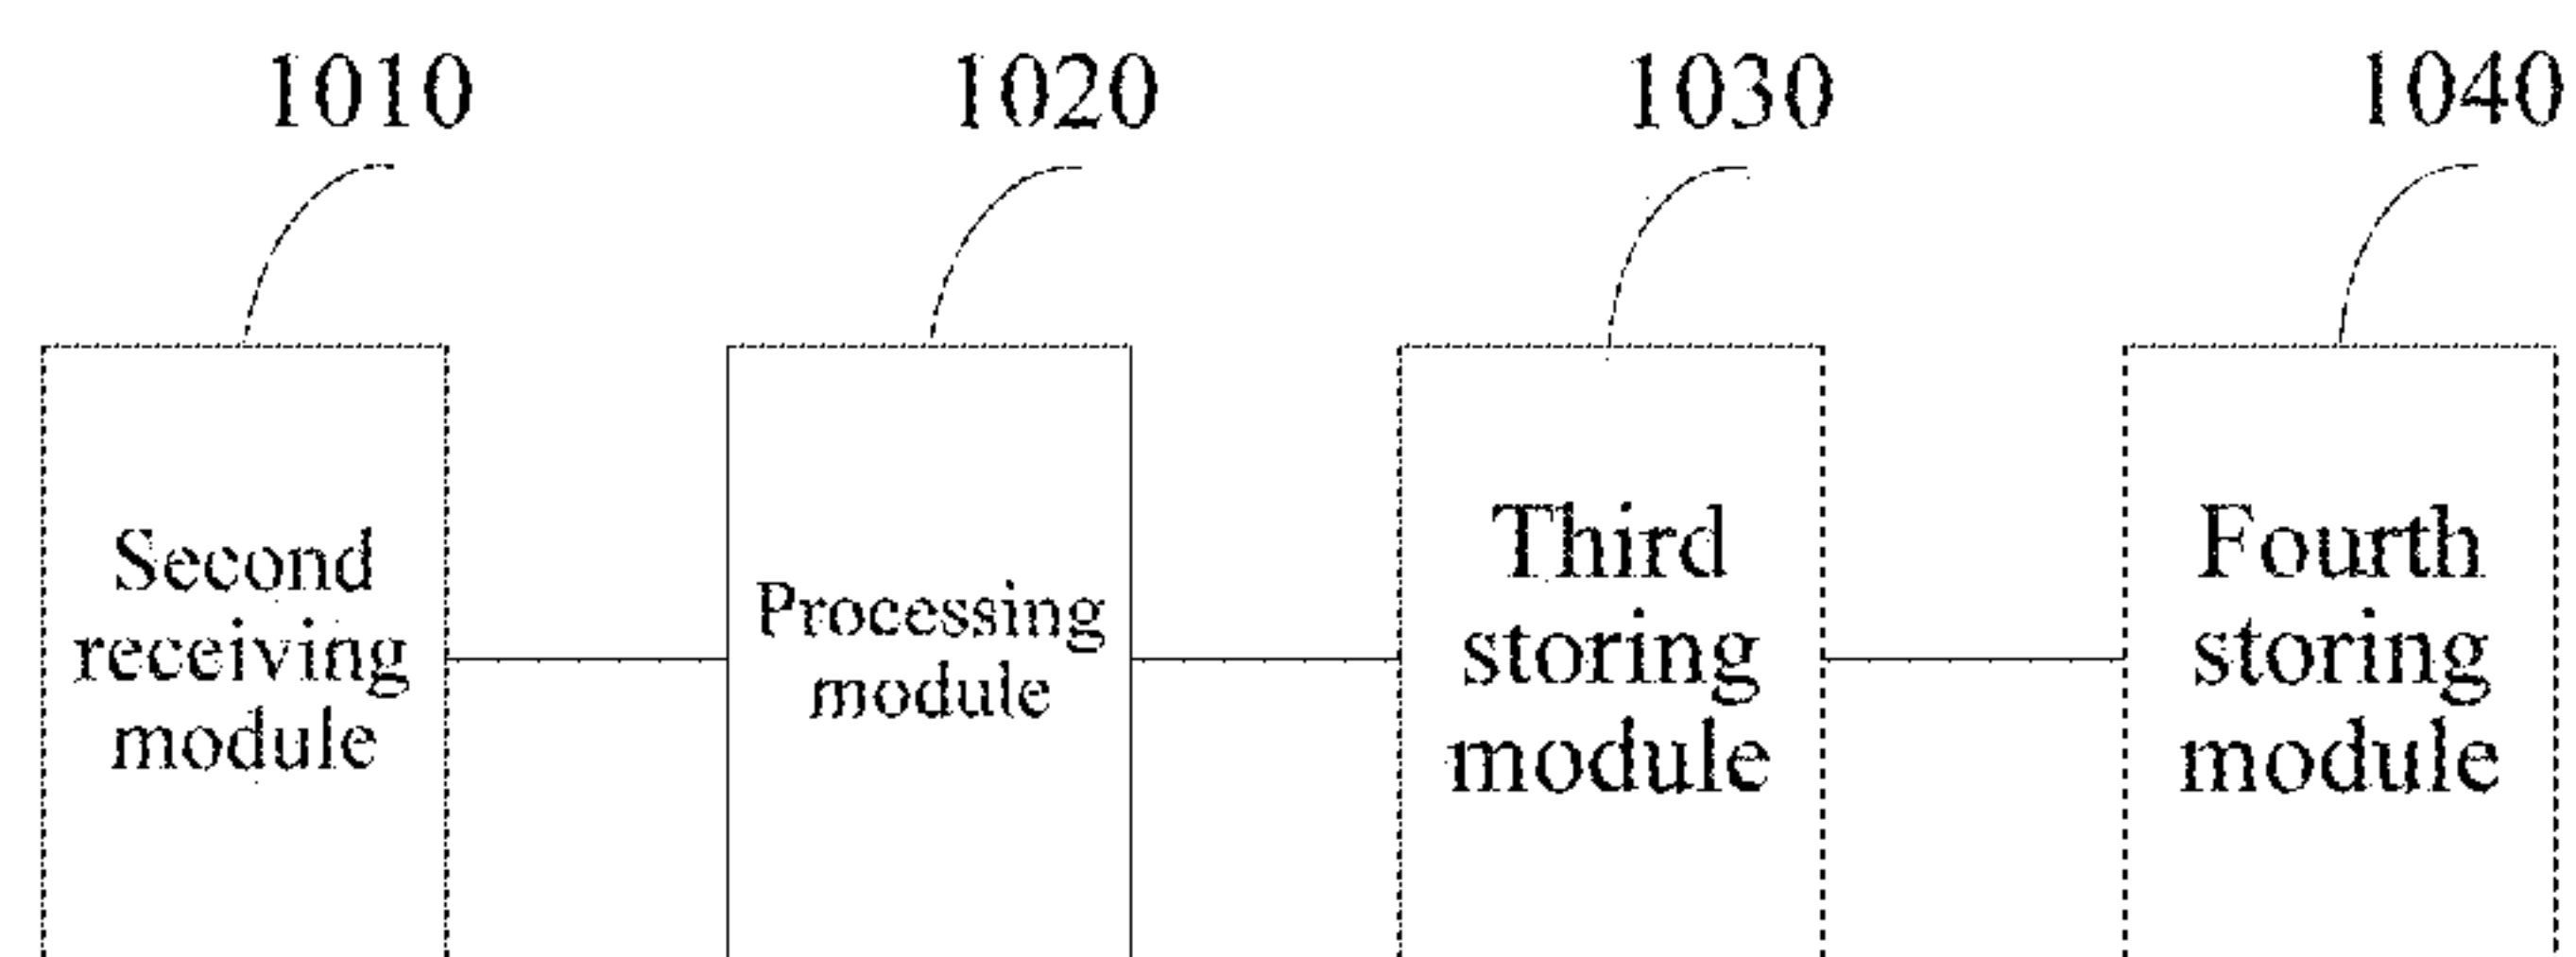 1010
1020
1030
1040
Second
receiving
module
Processing
module
Third
storing
module
Fourth
storing
module